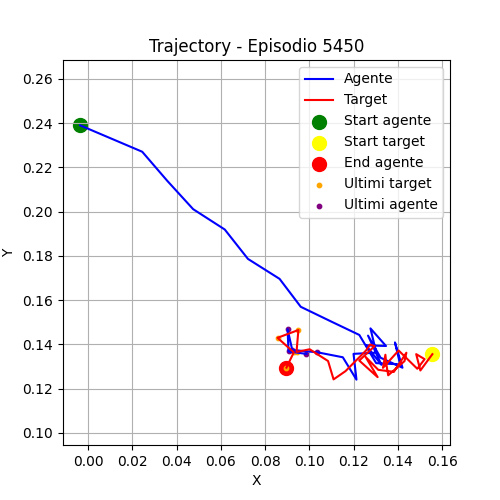 Trajectory - Episodio 5450
Agente
Target
Start agente
Start target
End agente
Ultimi target
Ultimi agente
Y
0.26
0.24
0.22
0.20
0.18
0.16
0.14
0.12
0.10
0.00 0.02 0.04 0.06 0.08 0.10 0.12 0.14 0.16
X